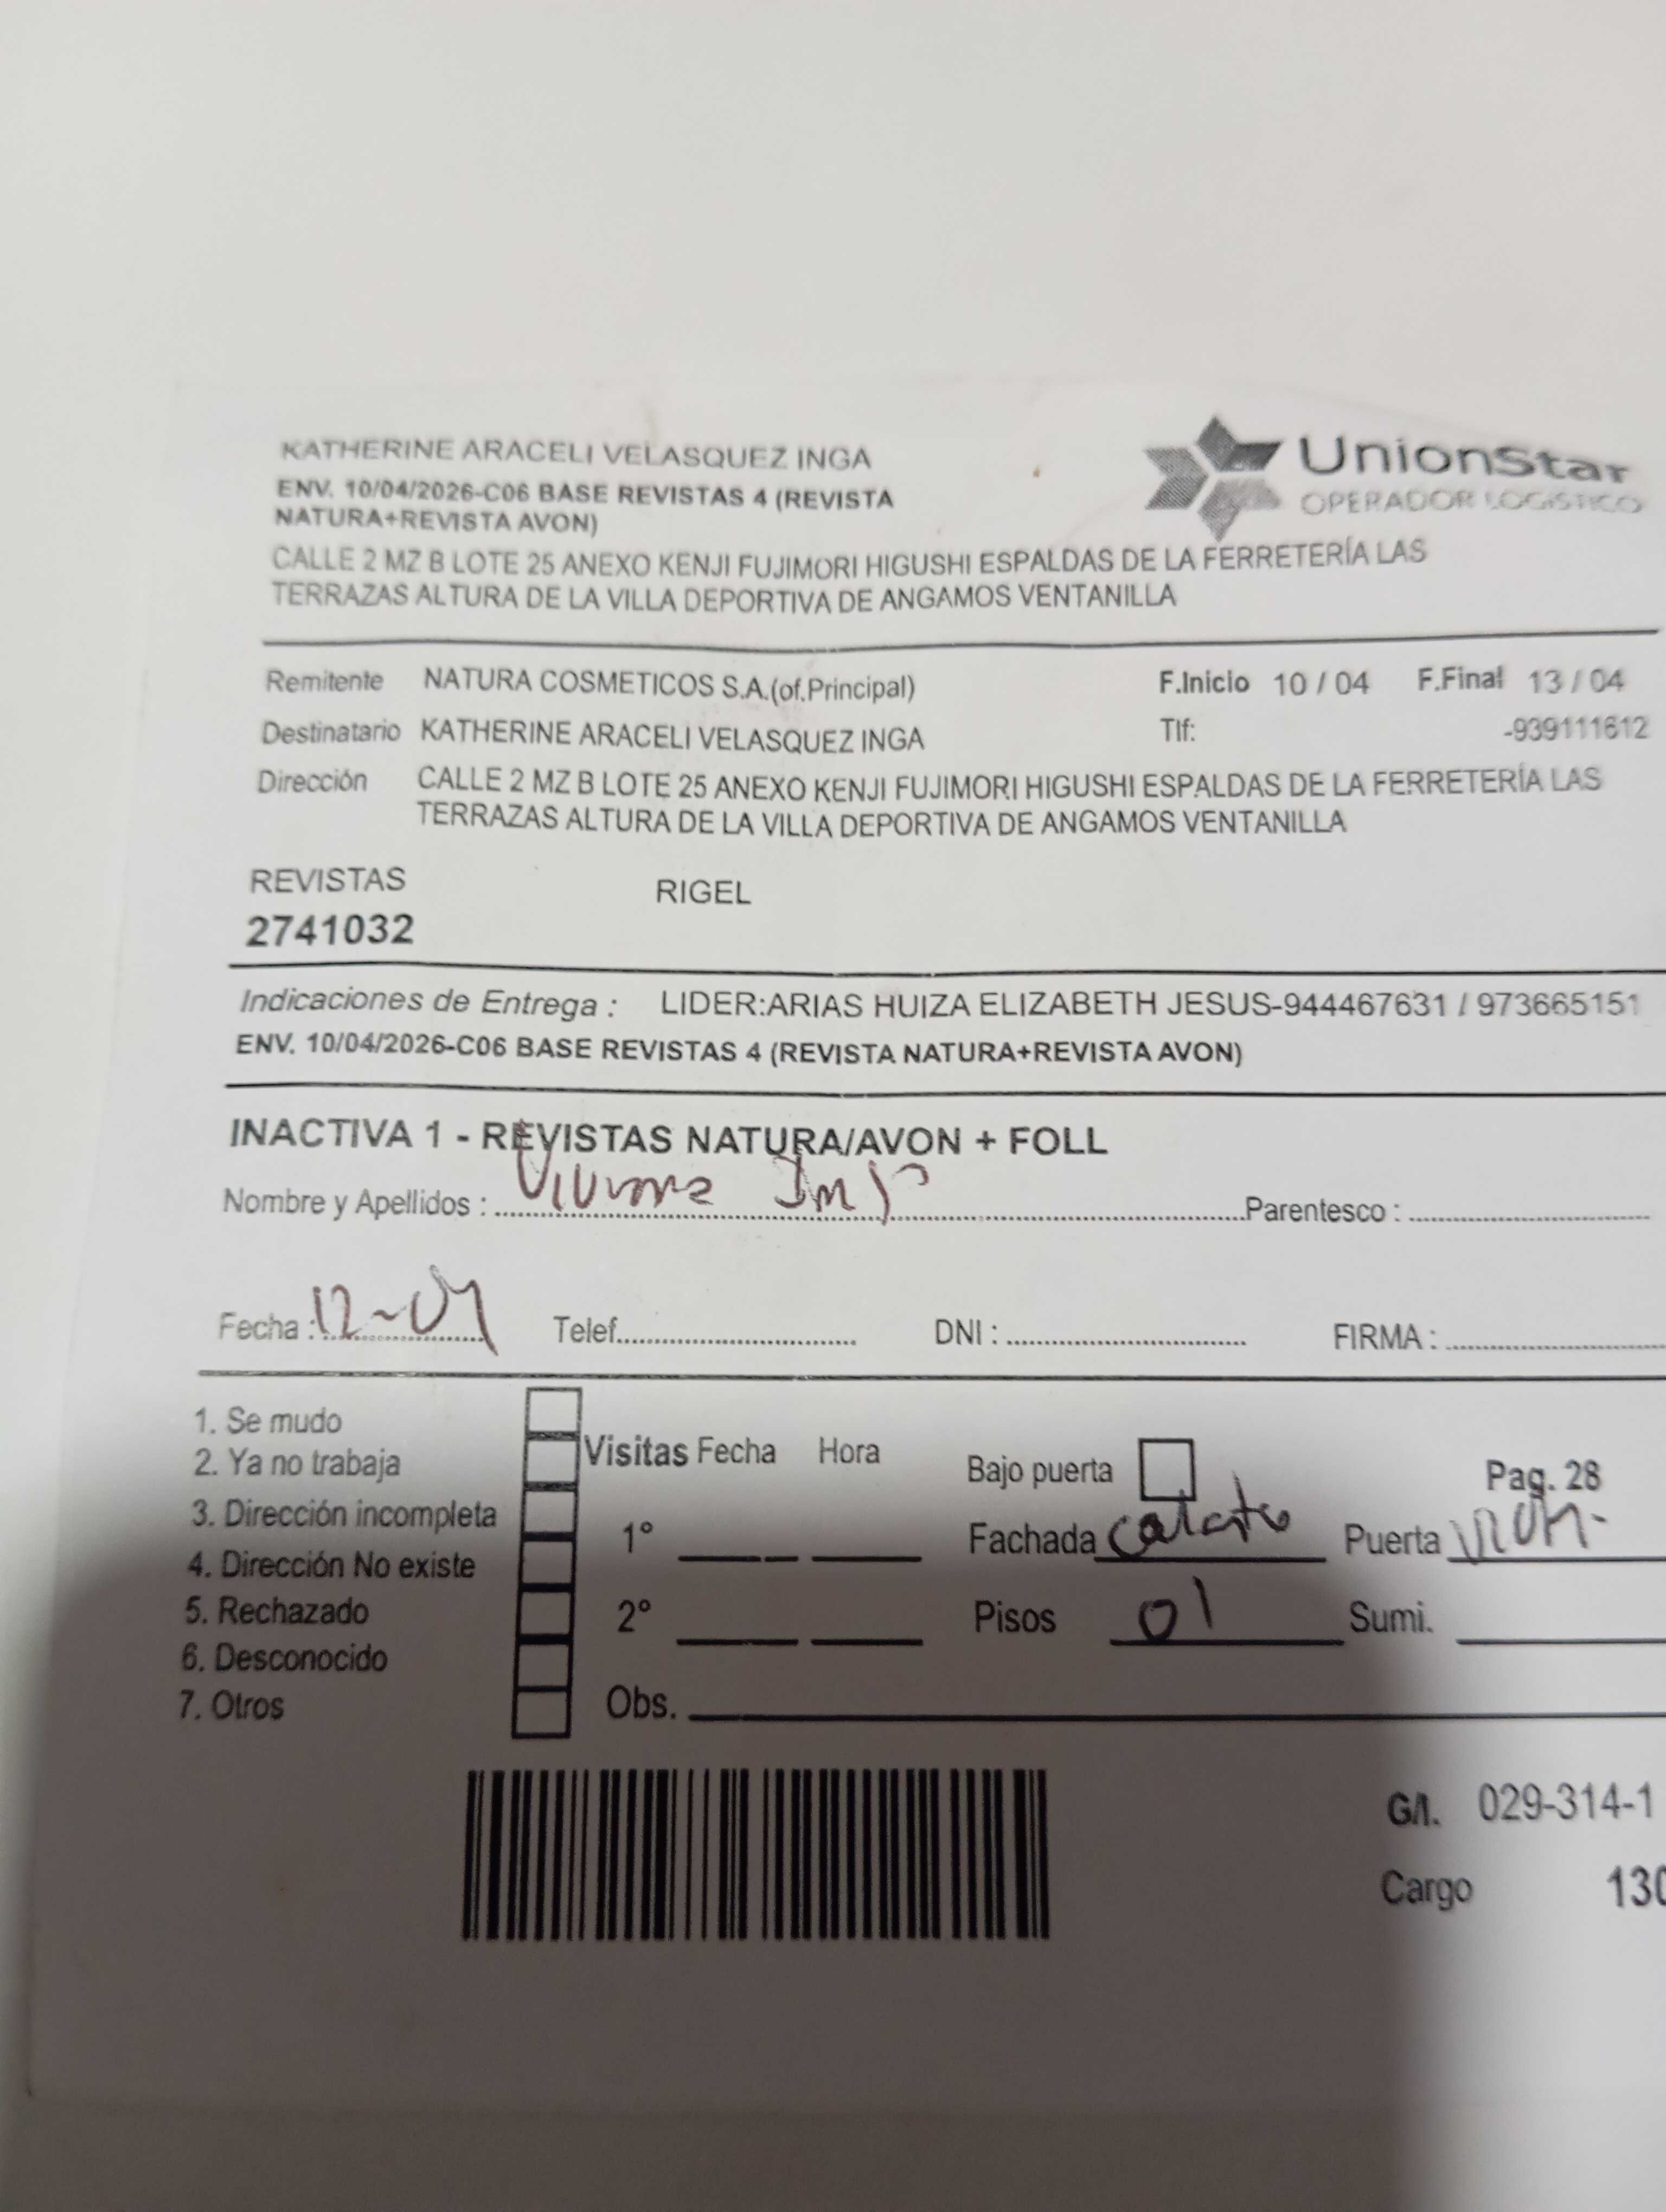 KATHERINE ARACELI VELASQUEZ INGA
UnionStar
OPERADOR LOGISTICO
ENV. 10/04/2026-C06 BASE REVISTAS 4 (REVISTA
NATURA+REVISTA AVON)
CALLE 2 MZ B LOTE 25 ANEXO KENJI FUJIMORI HIGUSHI ESPALDAS DE LA FERRETERÍA LAS
TERRAZAS ALTURA DE LA VILLA DEPORTIVA DE ANGAMOS VENTANILLA
Remitente NATURA COSMETICOS S.A.(of.Principal) F.Inicio 10 / 04 F.Final 13 / 04
Destinatario KATHERINE ARACELI VELASQUEZ INGA Tlf: -939111612
Dirección CALLE 2 MZ B LOTE 25 ANEXO KENJI FUJIMORI HIGUSHI ESPALDAS DE LA FERRETERÍA LAS
TERRAZAS ALTURA DE LA VILLA DEPORTIVA DE ANGAMOS VENTANILLA
REVISTAS RIGEL
2741032
Indicaciones de Entrega : LIDER:ARIAS HUIZA ELIZABETH JESUS-944467631 / 973665151
ENV. 10/04/2026-C06 BASE REVISTAS 4 (REVISTA NATURA+REVISTA AVON)
INACTIVA 1 - REVISTAS NATURA/AVON + FOLL
Nombre y Apellidos : Parentesco :
Fecha : 12-04 Telef. DNI : FIRMA :
1. Se mudo
2. Ya no trabaja
3. Dirección incompleta
4. Dirección No existe
5. Rechazado
6. Desconocido
7. Otros
Visitas Fecha Hora
1°
2°
Obs.
Bajo puerta Pag. 28
Fachada Puerta
Pisos 01 Sumi.
G/I. 029-314-1
Cargo 130